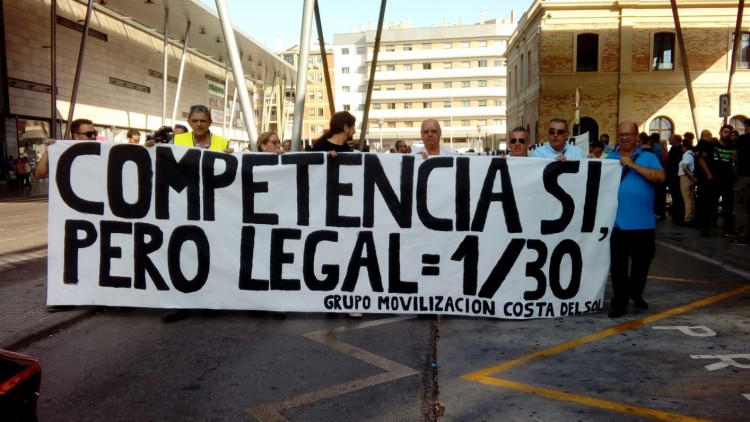 COMPETENCIA SI,
PERO LEGAL = 1/30
GRUPO MOVILIZACION COSTA DEL SOL